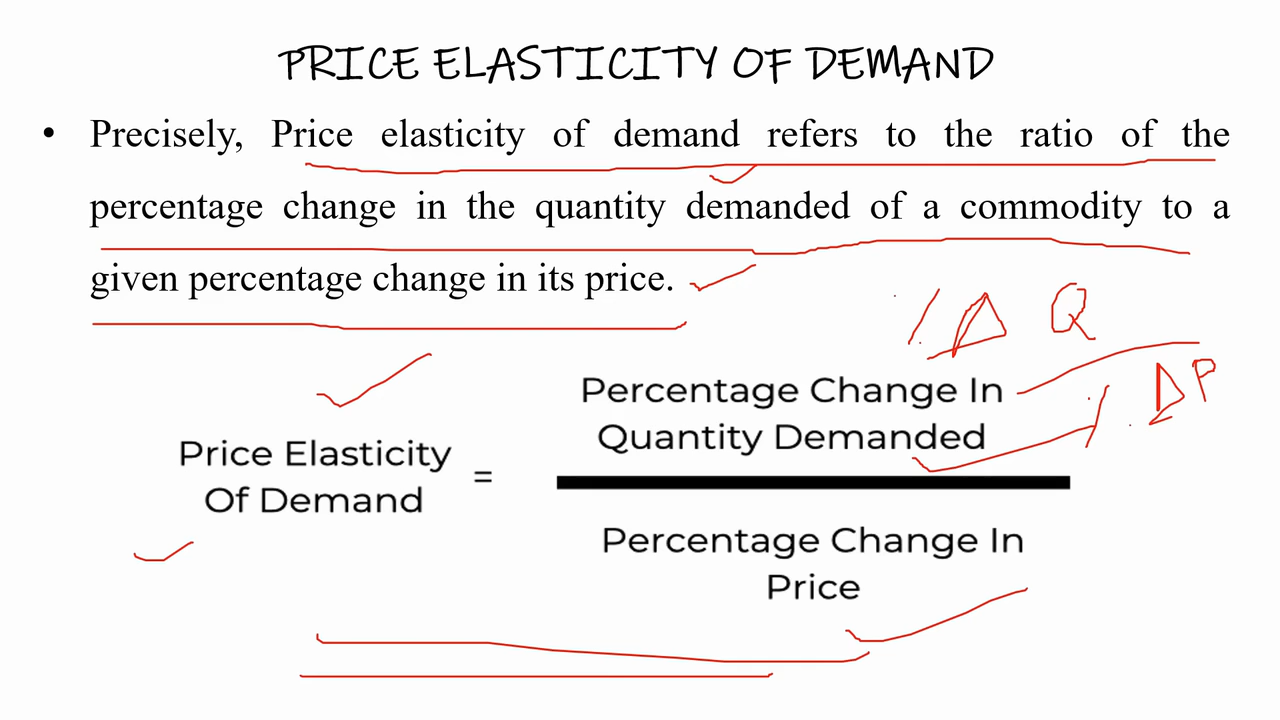 PRICE ELASTICITY OF DEMAND
• Precisely, Price elasticity of demand refers to the ratio of the
percentage change in the quantity demanded of a commodity to a
given percentage change in its price.
% Δ Q
% Δ P
Price Elasticity
Of Demand
=
Percentage Change In
Quantity Demanded
Percentage Change In
Price